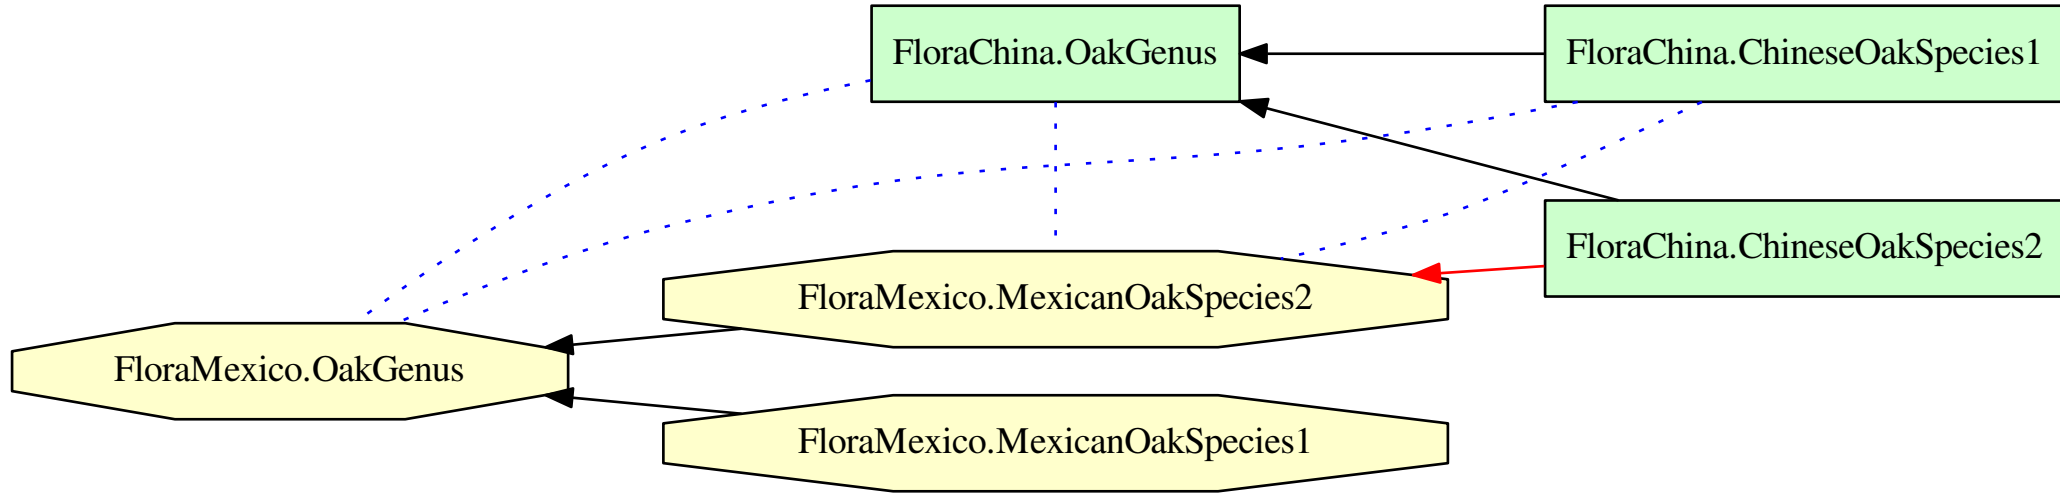 FloraChina.OakGenus
FloraChina.ChineseOakSpecies1
FloraChina.ChineseOakSpecies2
FloraMexico.MexicanOakSpecies2
FloraMexico.OakGenus
FloraMexico.MexicanOakSpecies1